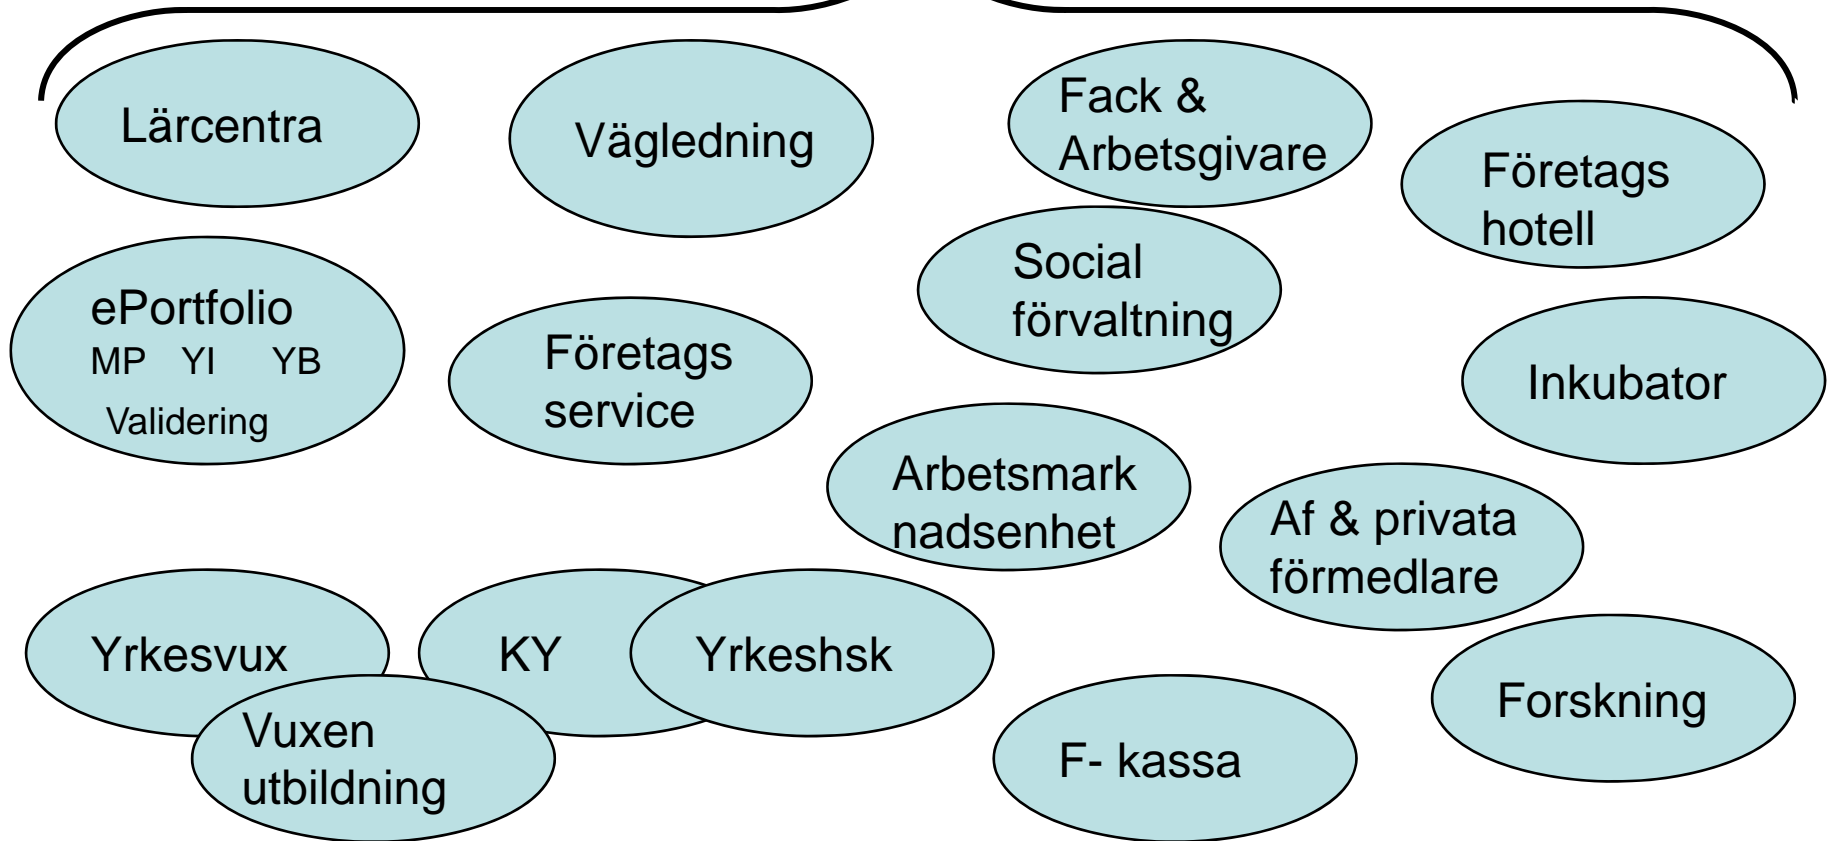 Lärcentra
Vägledning
Fack &
Arbetsgivare
Företags
hotell
Social
förvaltning
ePortfolio
MP YI YB
Validering
Företags
service
Inkubator
Arbetsmark
nadsenhet
Af & privata
förmedlare
Yrkesvux
KY
Yrkeshsk
Vuxen
utbildning
F- kassa
Forskning